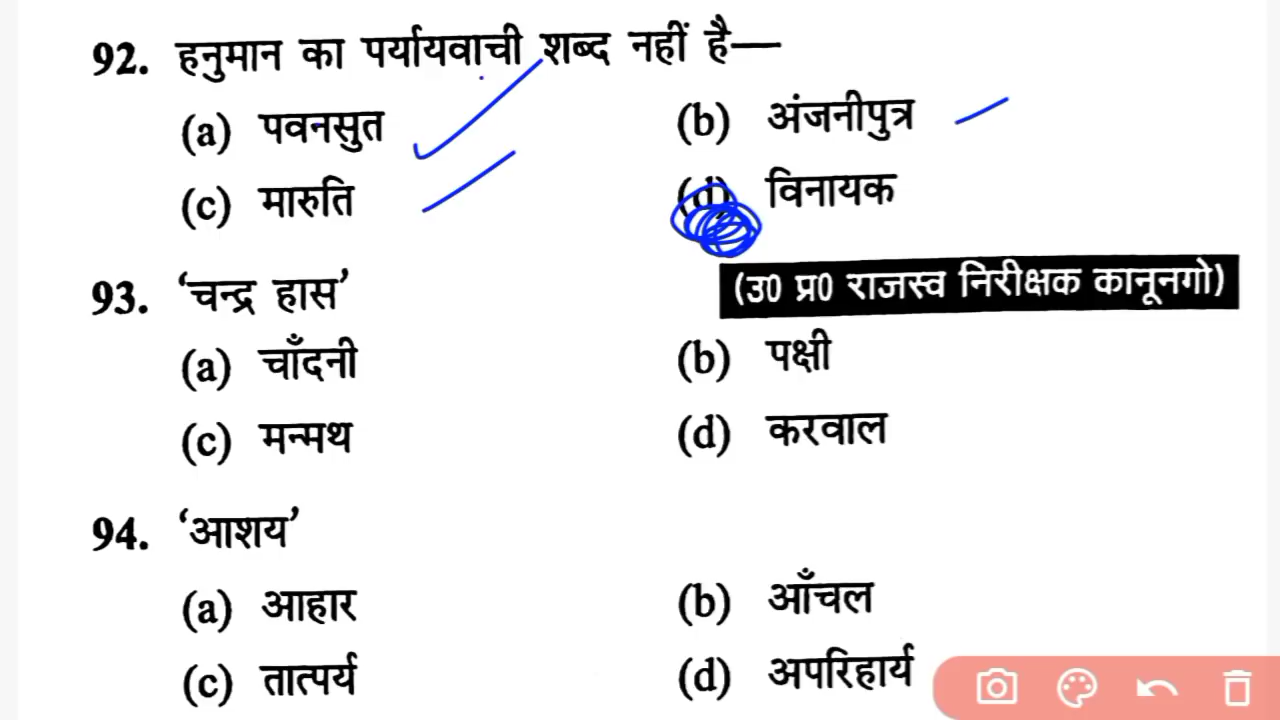 92. हनुमान का पर्यायवाची शब्द नहीं है—
(a) पवनसुत (b) अंजनीपुत्र
(c) मारुति (d) विनायक
(उ0 प्र0 राजस्व निरीक्षक कानूनगो)
93. ‘चन्द्र हास’
(a) चाँदनी (b) पक्षी
(c) मन्मथ (d) करवाल
94. ‘आशय’
(a) आहार (b) आँचल
(c) तात्पर्य (d) अपरिहार्य